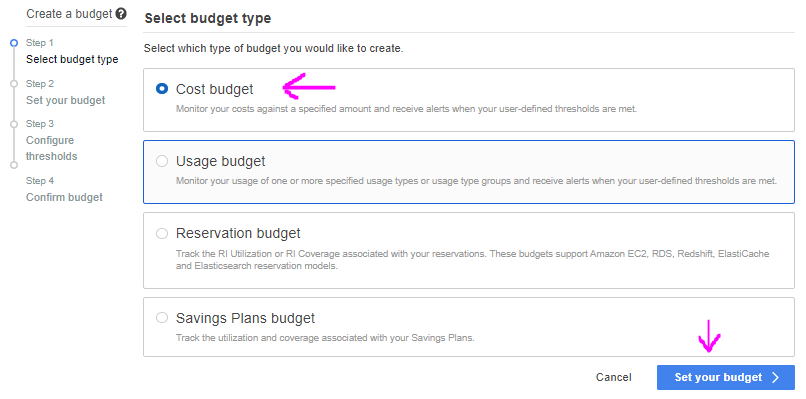 Create a budget ?
Step 1
Select budget type
Step 2
Set your budget
Step 3
Configure
thresholds
Step 4
Confirm budget
Select budget type
Select which type of budget you would like to create.
Cost budget
Monitor your costs against a specified amount and receive alerts when your user-defined thresholds are met.
Usage budget
Monitor your usage of one or more specified usage types or usage type groups and receive alerts when your user-defined thresholds are met.
Reservation budget
Track the RI Utilization or RI Coverage associated with your reservations. These budgets support Amazon EC2, RDS, Redshift, ElastiCache
and Elasticsearch reservation models.
Savings Plans budget
Track the utilization and coverage associated with your Savings Plans.
Cancel
Set your budget